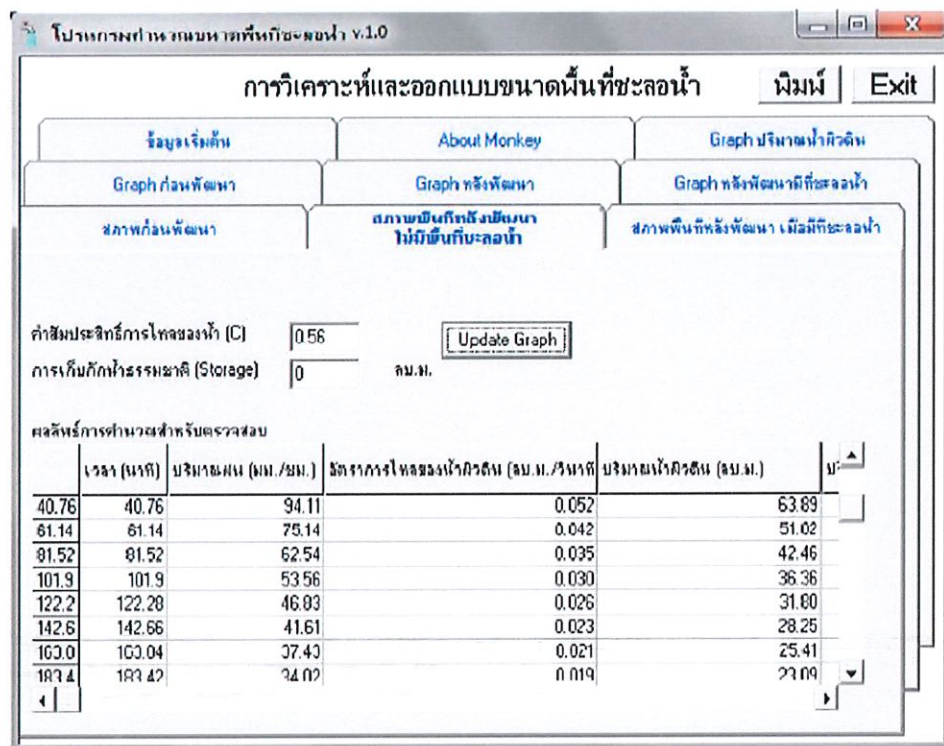 โปรแกรมคำนวณขนาดพื้นที่ชะลอน้ำ v.1.0
การวิเคราะห์และออกแบบขนาดพื้นที่ชะลอน้ำ พิมพ์ Exit
ข้อมูลเริ่มต้น About Monkey Graph ปริมาณน้ำผิวดิน
Graph ก่อนพัฒนา Graph หลังพัฒนา Graph หลังพัฒนามีที่ชะลอน้ำ
สภาพก่อนพัฒนา สภาพพื้นที่หลังพัฒนา ไม่มีพื้นที่ชะลอน้ำ สภาพพื้นที่หลังพัฒนา เมื่อมีที่ชะลอน้ำ
ค่าสัมประสิทธิ์การไหลของน้ำ (C) 0.56 Update Graph
การเก็บกักน้ำธรรมชาติ (Storage) 0 ลบ.ม.
ผลลัพธ์การคำนวณสำหรับตรวจสอบ
เวลา (นาที) ปริมาณฝน (มม./ชม.) อัตราการไหลของน้ำผิวดิน (ลบ.ม./วินาที ปริมาณน้ำผิวดิน (ลบ.ม.)
40.76 40.76 94.11 0.052 63.89
61.14 61.14 75.14 0.042 51.02
81.52 81.52 62.54 0.035 42.46
101.9 101.9 53.56 0.030 36.36
122.2 122.28 46.83 0.026 31.80
142.6 142.66 41.61 0.023 28.25
163.0 163.04 37.43 0.021 25.41
183.4 183.42 34.02 0.019 23.09